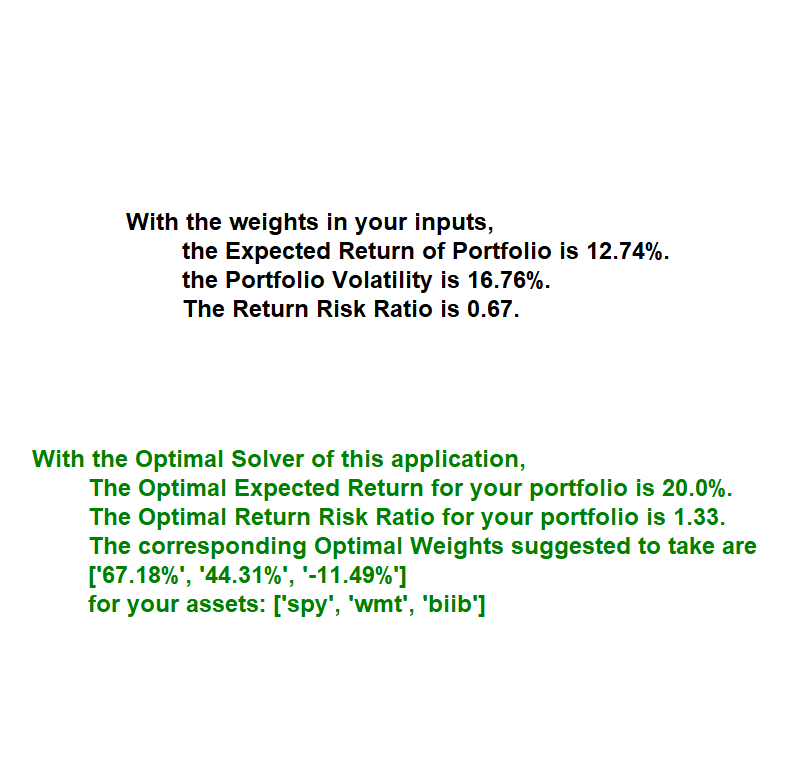 With the weights in your inputs,
the Expected Return of Portfolio is 12.74%.
the Portfolio Volatility is 16.76%.
The Return Risk Ratio is 0.67.
With the Optimal Solver of this application,
The Optimal Expected Return for your portfolio is 20.0%.
The Optimal Return Risk Ratio for your portfolio is 1.33.
The corresponding Optimal Weights suggested to take are
['67.18%', '44.31%', '-11.49%']
for your assets: ['spy', 'wmt', 'biib']